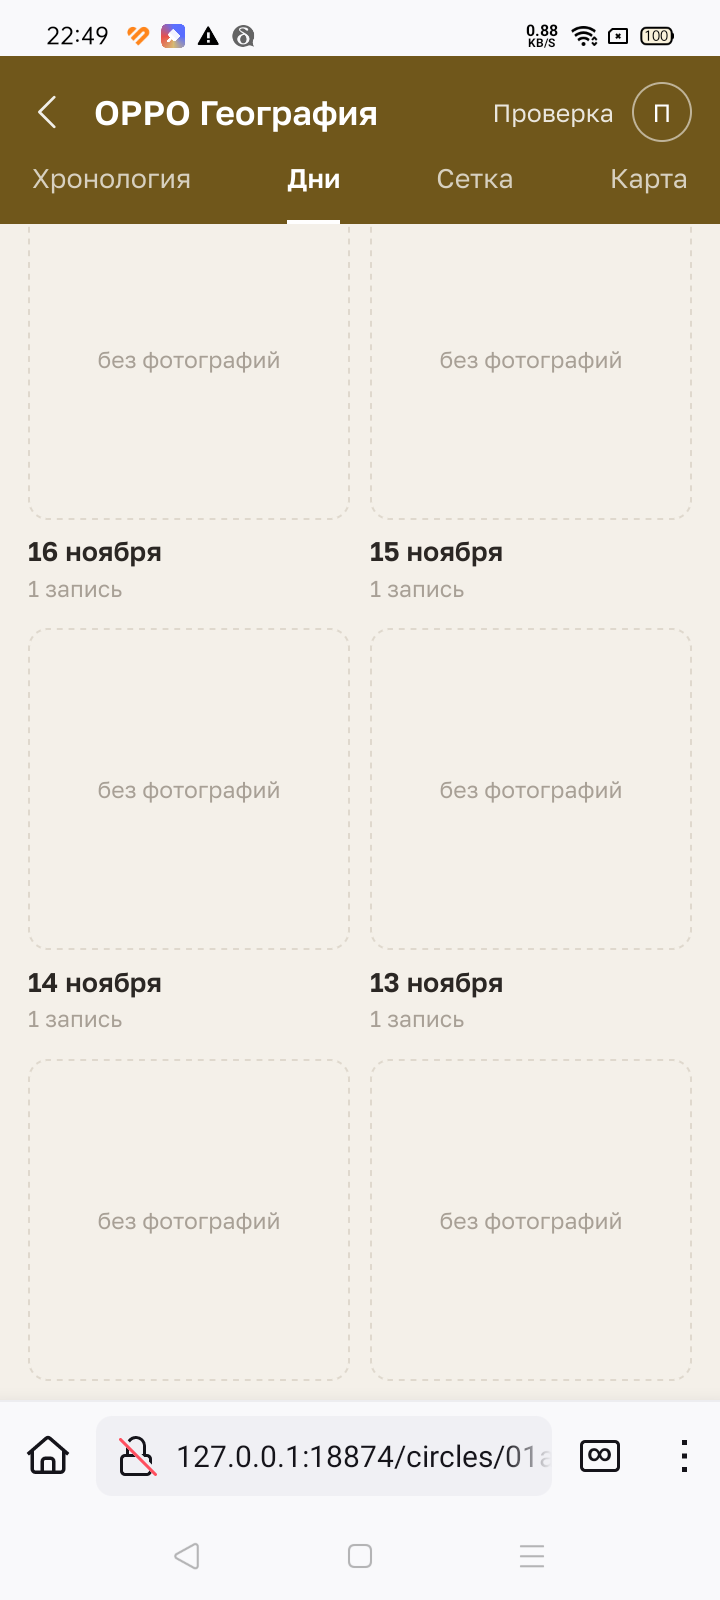 22:49
0.88
KB/S
100
OPPO География
Проверка
П
Хронология Дни Сетка Карта
без фотографий без фотографий
16 ноября 15 ноября
1 запись 1 запись
без фотографий без фотографий
14 ноября 13 ноября
1 запись 1 запись
без фотографий без фотографий
127.0.0.1:18874/circles/01a